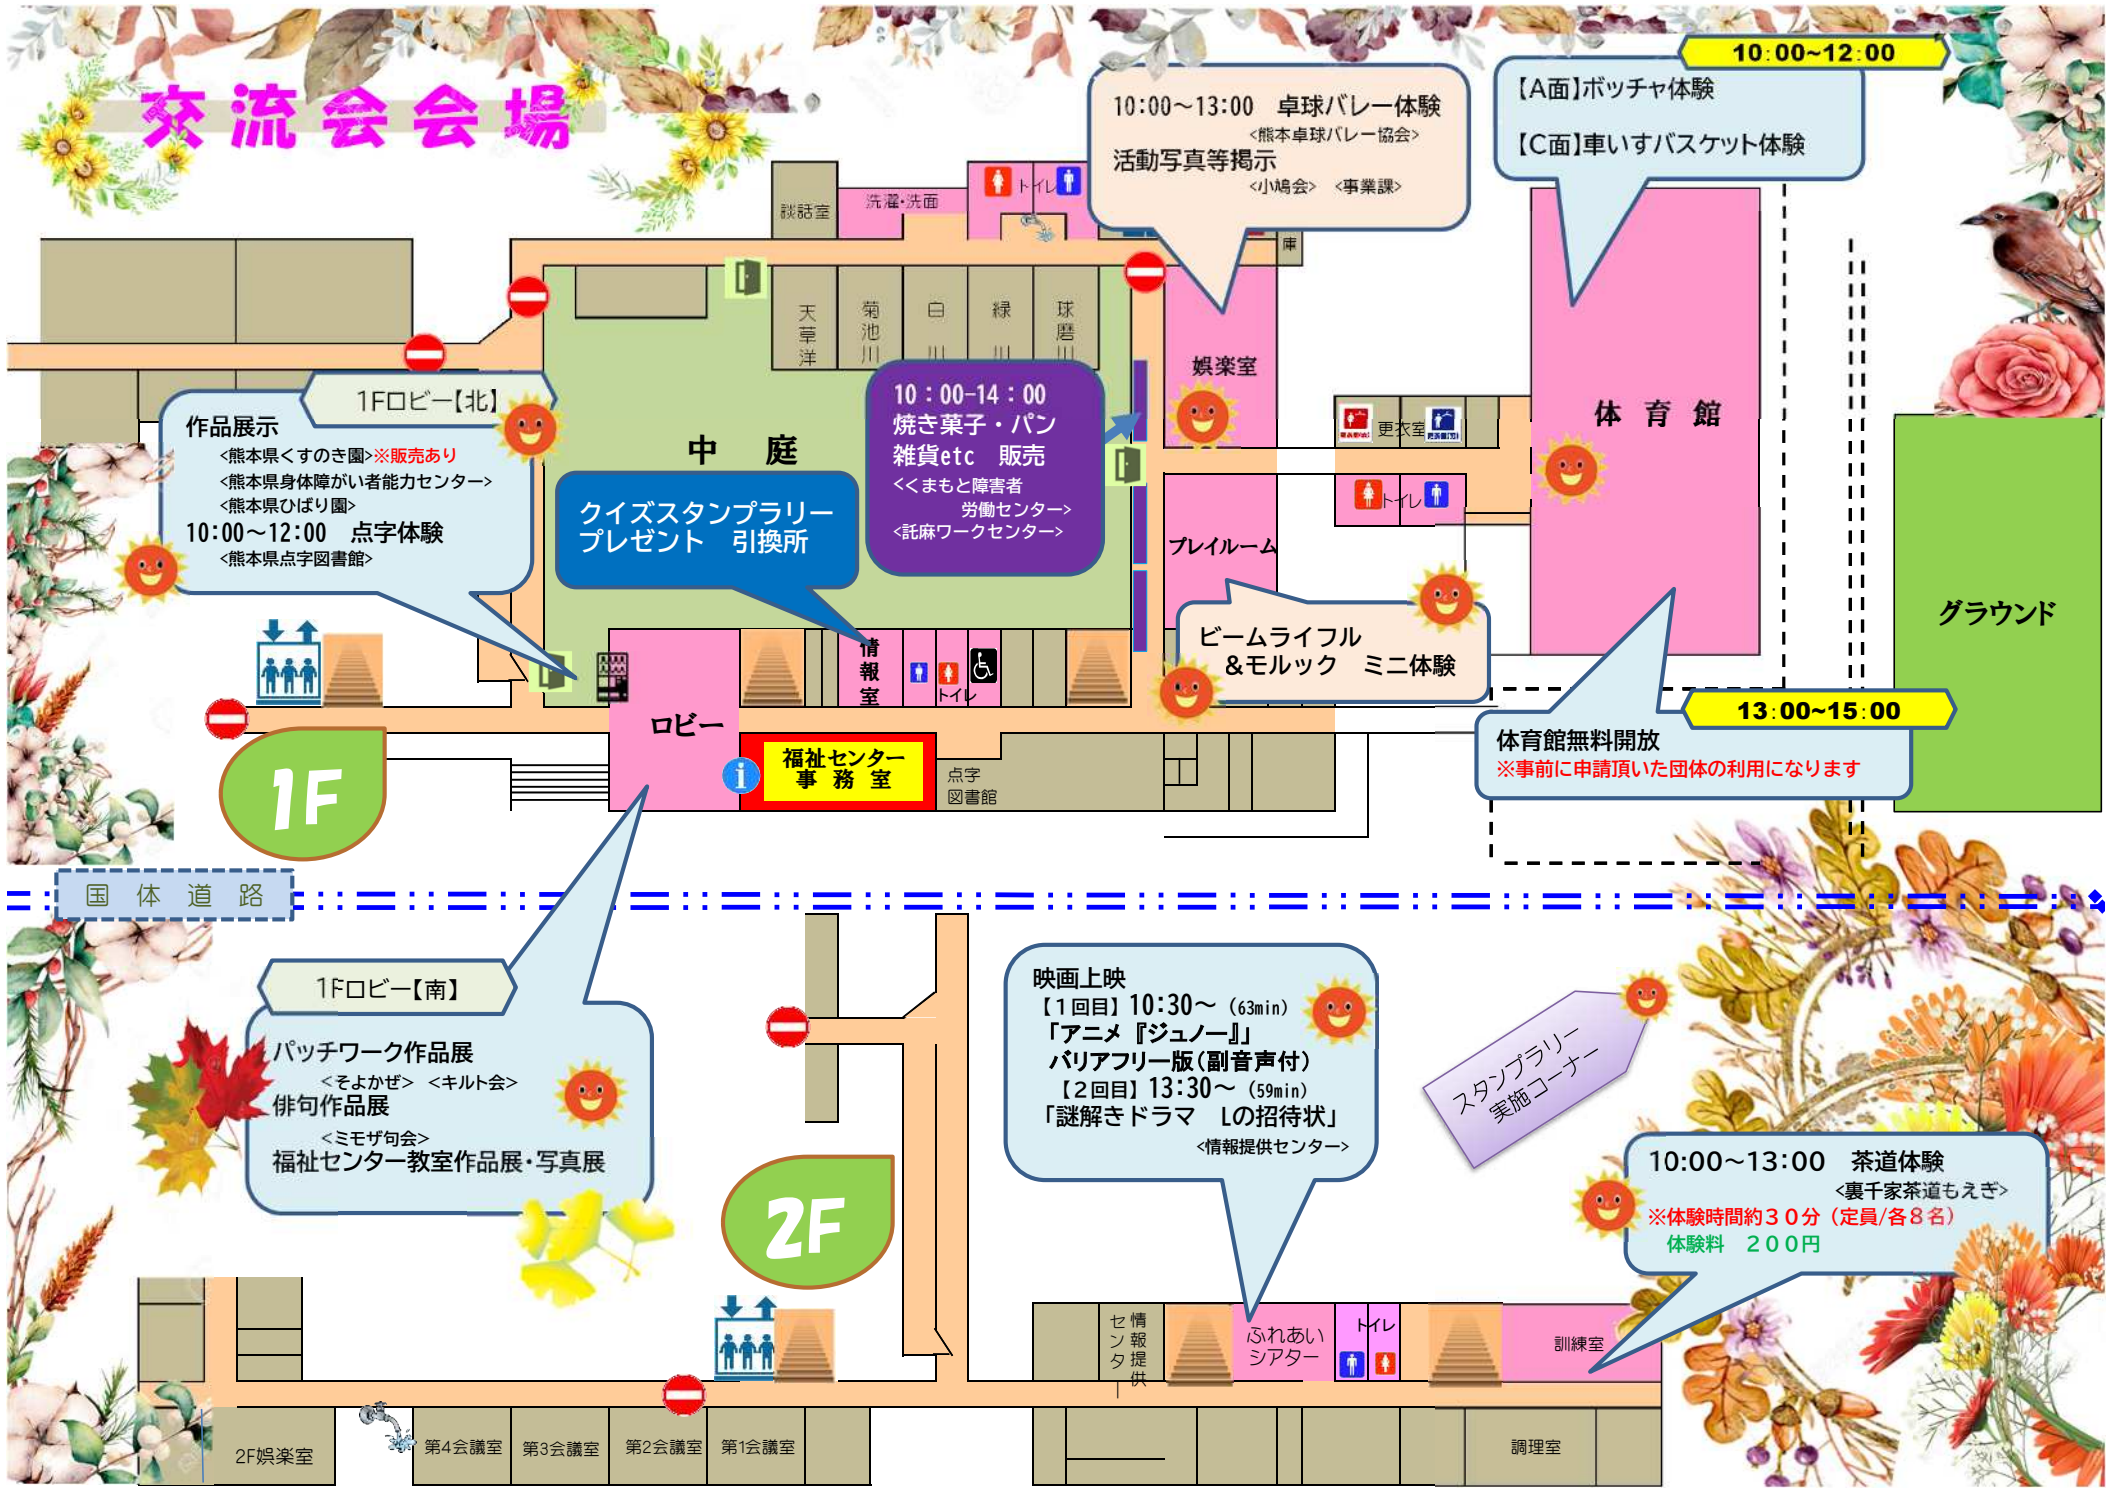 交流会会場
10:00~12:00
【A面】ボッチャ体験
【C面】車いすバスケット体験
10:00～13:00　卓球バレー体験
<熊本卓球バレー協会>
活動写真等掲示
<小鳩会>　<事業課>
談話室
洗濯・洗面
トイレ
庫
天草洋
菊池川
白川
緑川
球磨川
娯楽室
体育館
更衣室
トイレ
グラウンド
1Fロビー【北】
作品展示
<熊本県くすのき園>※販売あり
<熊本県身体障がい者能力センター>
<熊本県ひばり園>
10:00～12:00　点字体験
<熊本県点字図書館>
中庭
クイズスタンプラリー
プレゼント　引換所
10：00-14：00
焼き菓子・パン
雑貨etc　販売
<くまもと障害者
労働センター>
<託麻ワークセンター>
プレイルーム
ビームライフル
&モルック　ミニ体験
情報室
トイレ
ロビー
福祉センター
事務室
点字
図書館
13:00~15:00
体育館無料開放
※事前に申請頂いた団体の利用になります
1F
国体道路
1Fロビー【南】
パッチワーク作品展
<そよかぜ>　<キルト会>
俳句作品展
<ミモザ句会>
福祉センター教室作品展・写真展
映画上映
【１回目】10:30～（63min）
「アニメ『ジュノー』」
バリアフリー版（副音声付）
【２回目】13:30～（59min）
「謎解きドラマ　Lの招待状」
<情報提供センター>
スタンプラリー
実施コーナー
10:00～13:00　茶道体験
<裏千家茶道もえぎ>
※体験時間約３０分（定員/各８名）
体験料　２００円
2F
情報提供
センター
ふれあい
シアター
トイレ
訓練室
2F娯楽室
第4会議室
第3会議室
第2会議室
第1会議室
調理室